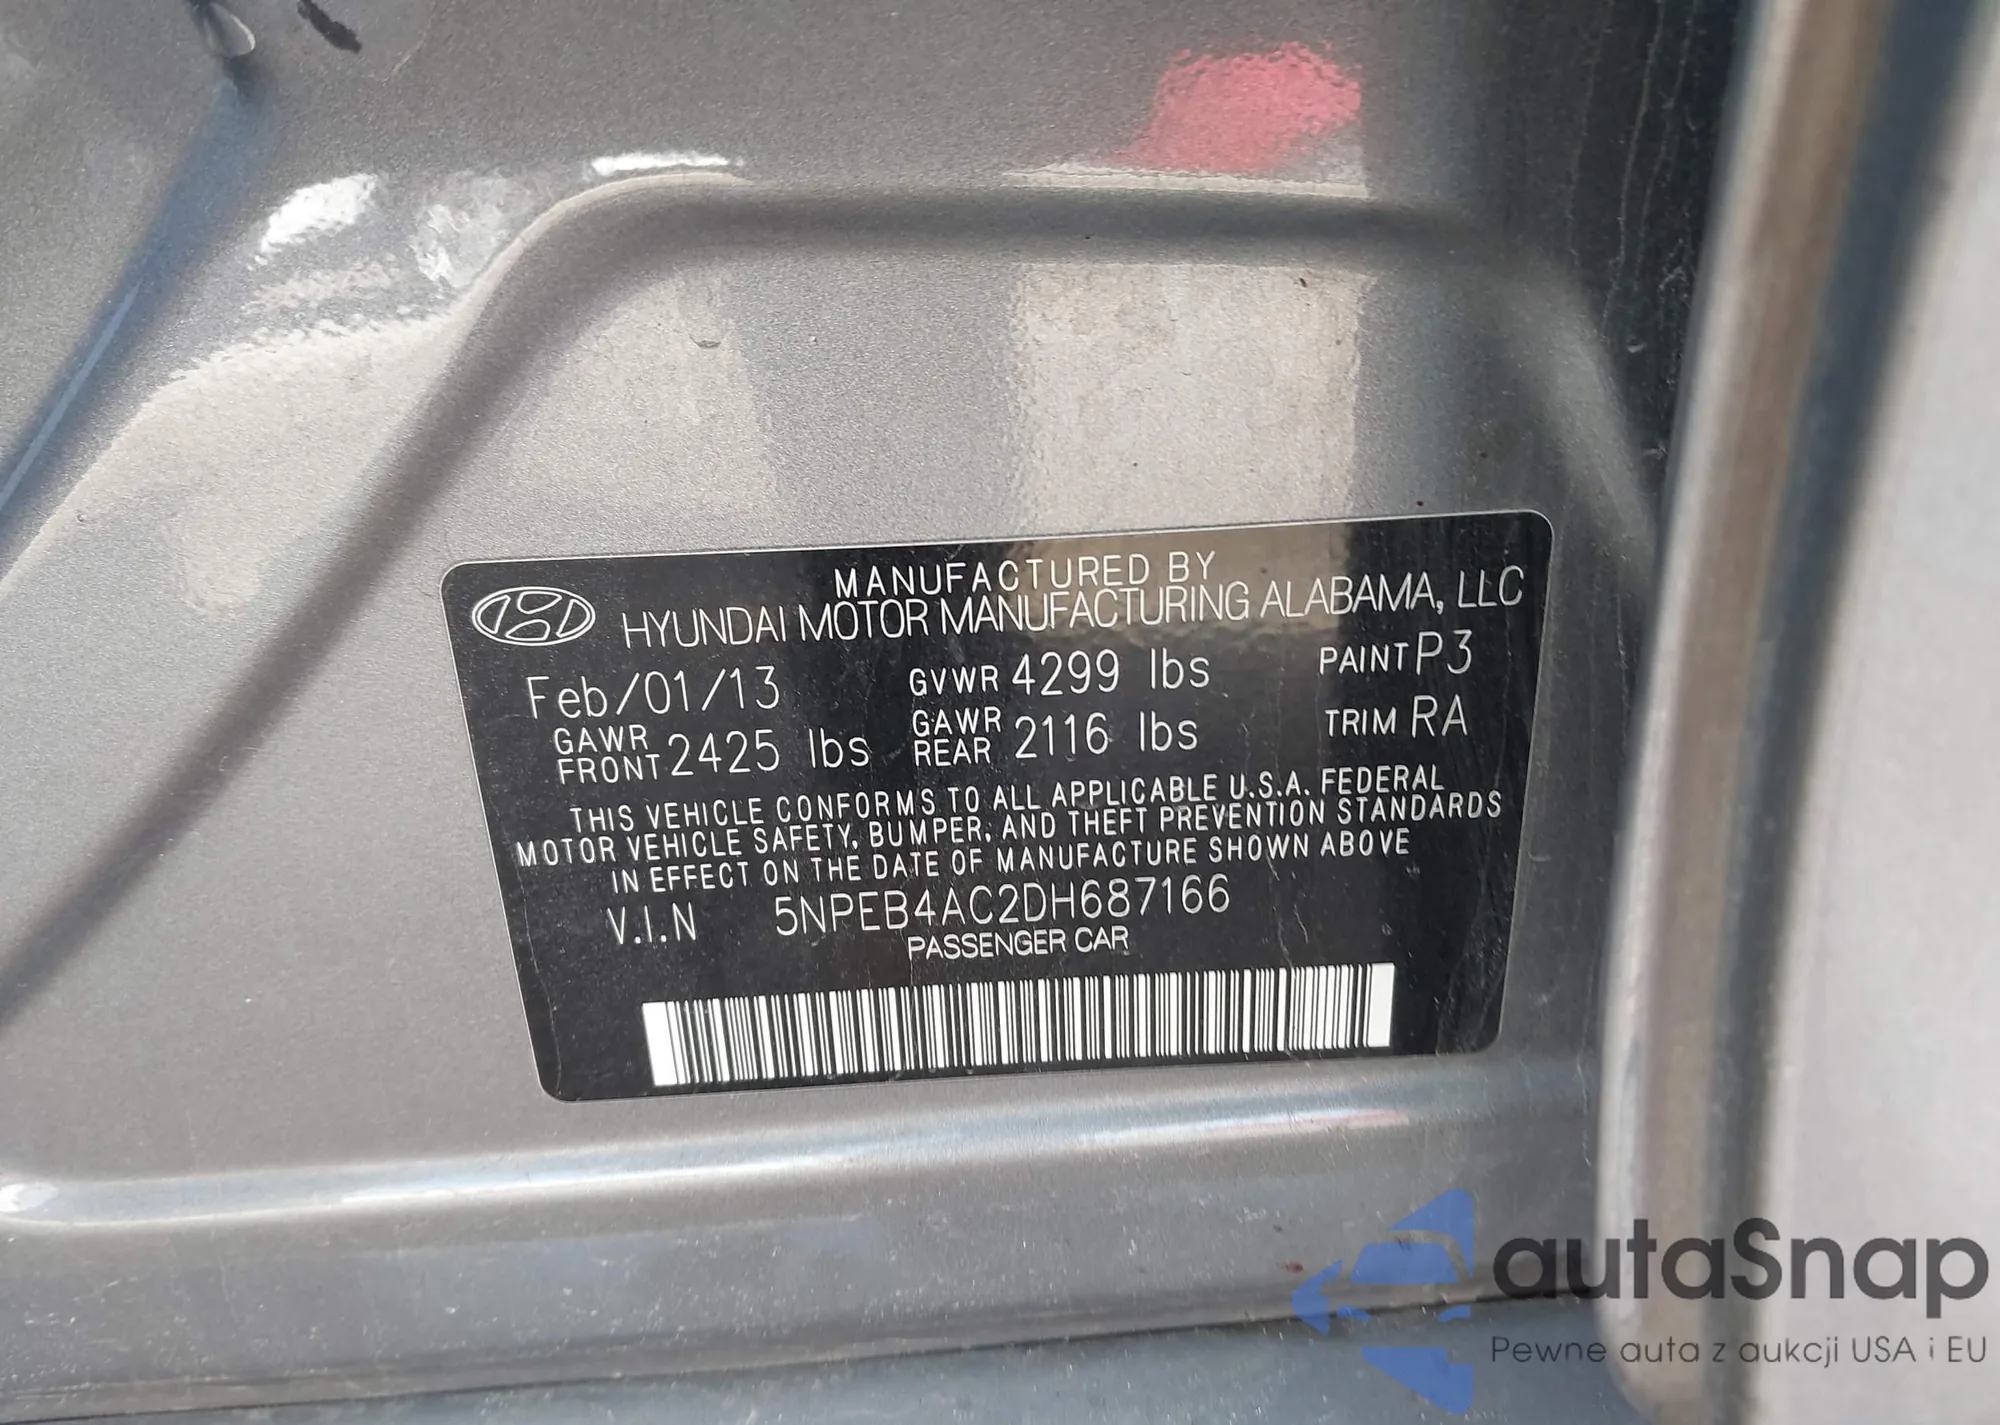 MANUFACTURED BY
HYUNDAI MOTOR MANUFACTURING ALABAMA, LLC
Feb/01/13 GVWR 4299 lbs PAINT P3
GAWR FRONT 2425 lbs GAWR REAR 2116 lbs TRIM RA
THIS VEHICLE CONFORMS TO ALL APPLICABLE U.S.A. FEDERAL
MOTOR VEHICLE SAFETY, BUMPER, AND THEFT PREVENTION STANDARDS
IN EFFECT ON THE DATE OF MANUFACTURE SHOWN ABOVE
V.I.N 5NPEB4AC2DH687166
PASSENGER CAR
autaSnap
Pewne auta z aukcji USA i EU